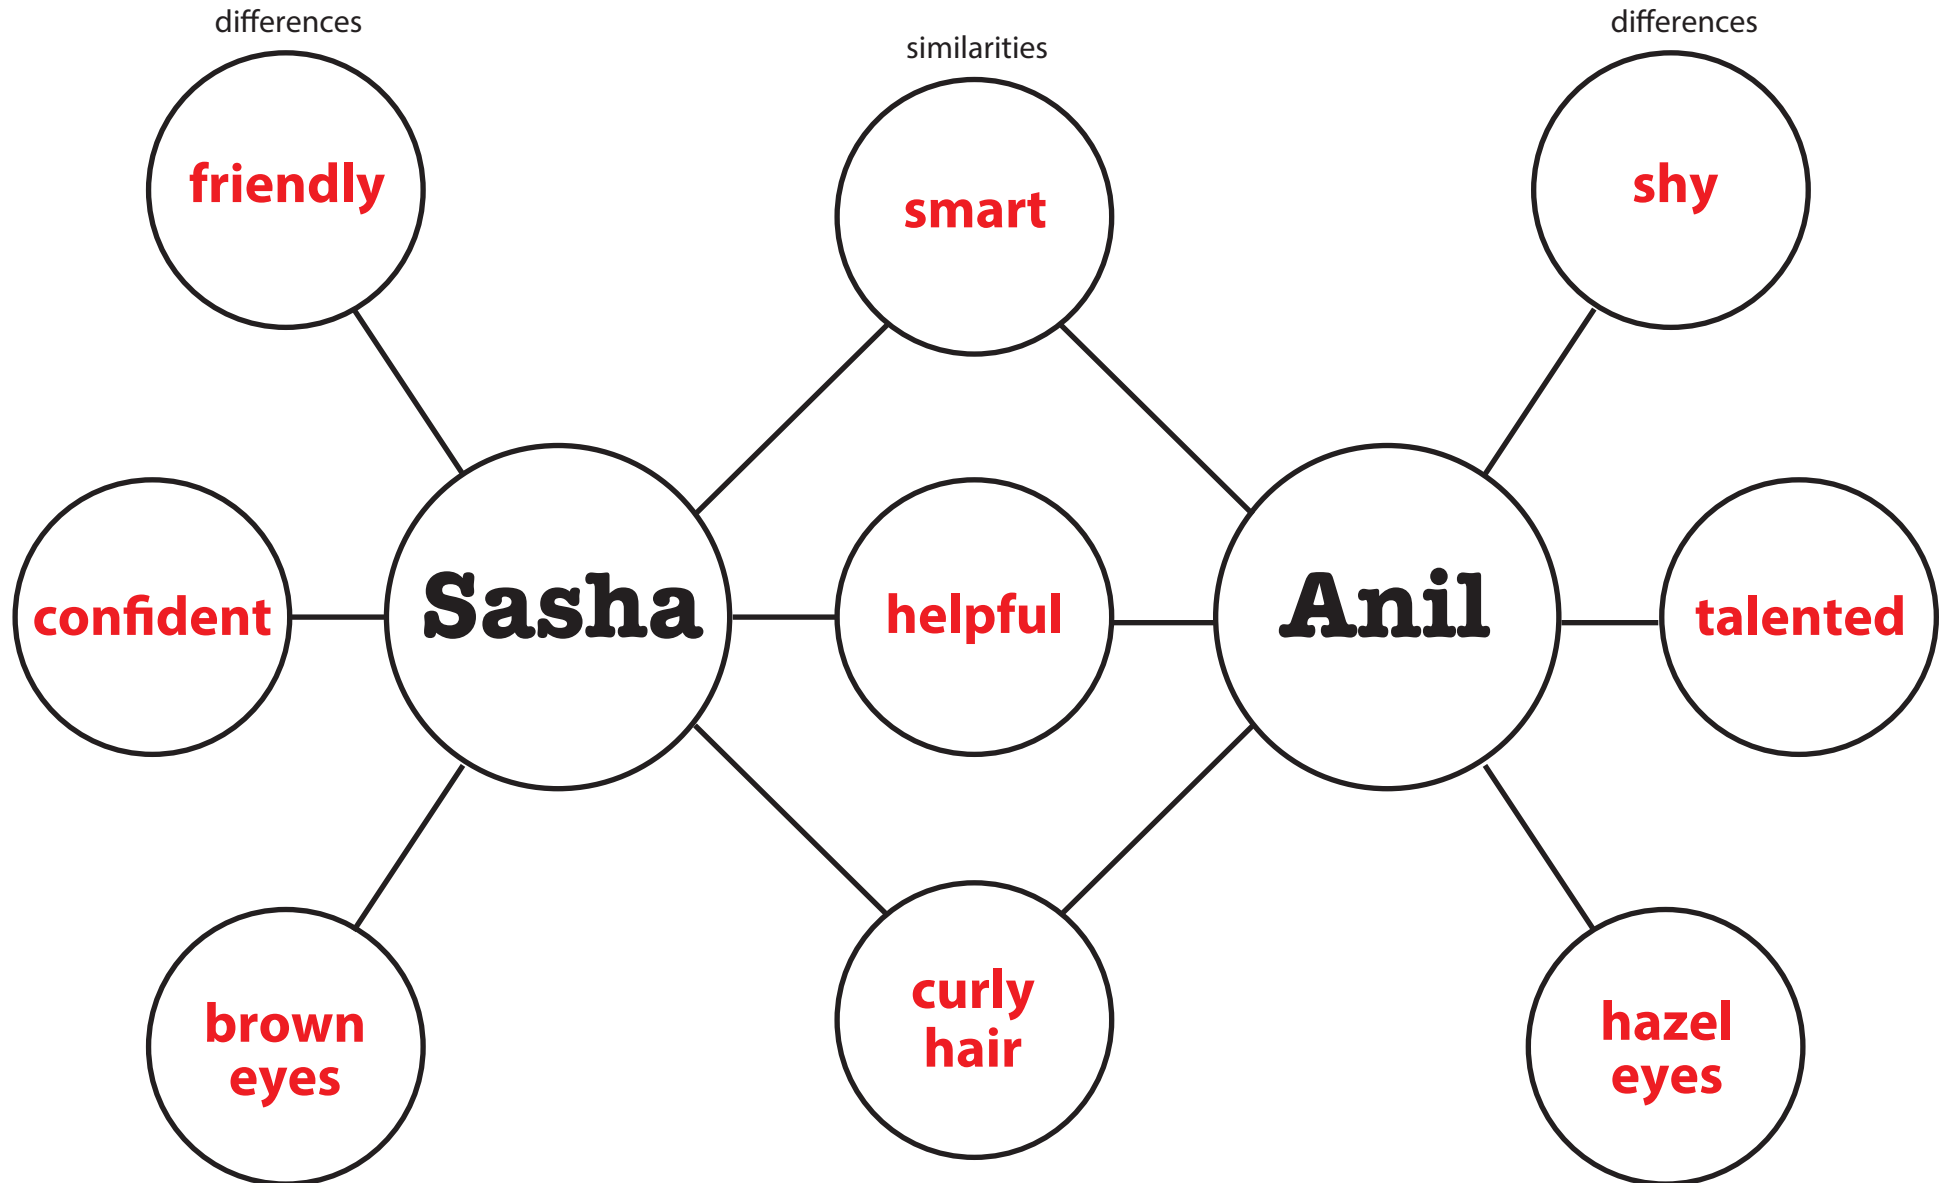 differences
similarities
differences
friendly
smart
shy
confident
Sasha
helpful
Anil
talented
brown
eyes
curly
hair
hazel
eyes